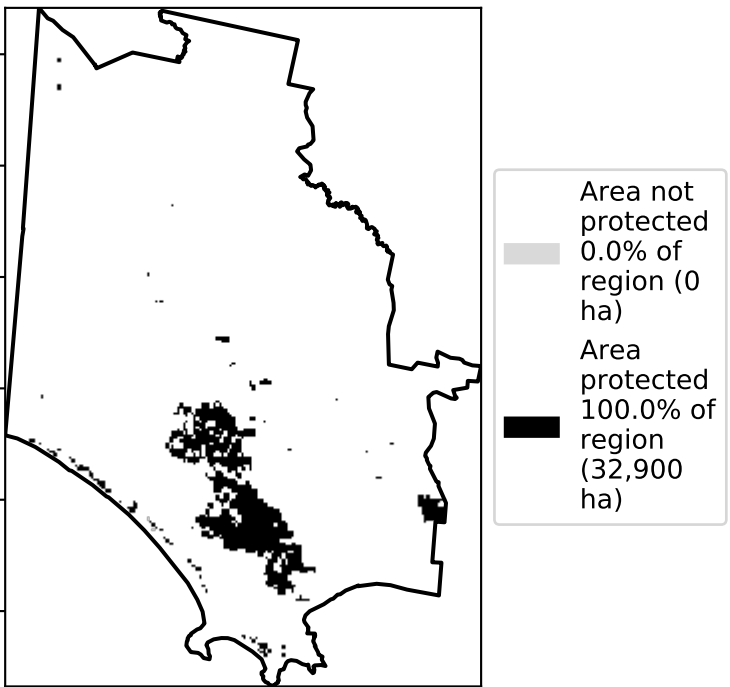 Area not
protected
0.0% of
region (0
ha)
Area
protected
100.0% of
region
(32,900
ha)